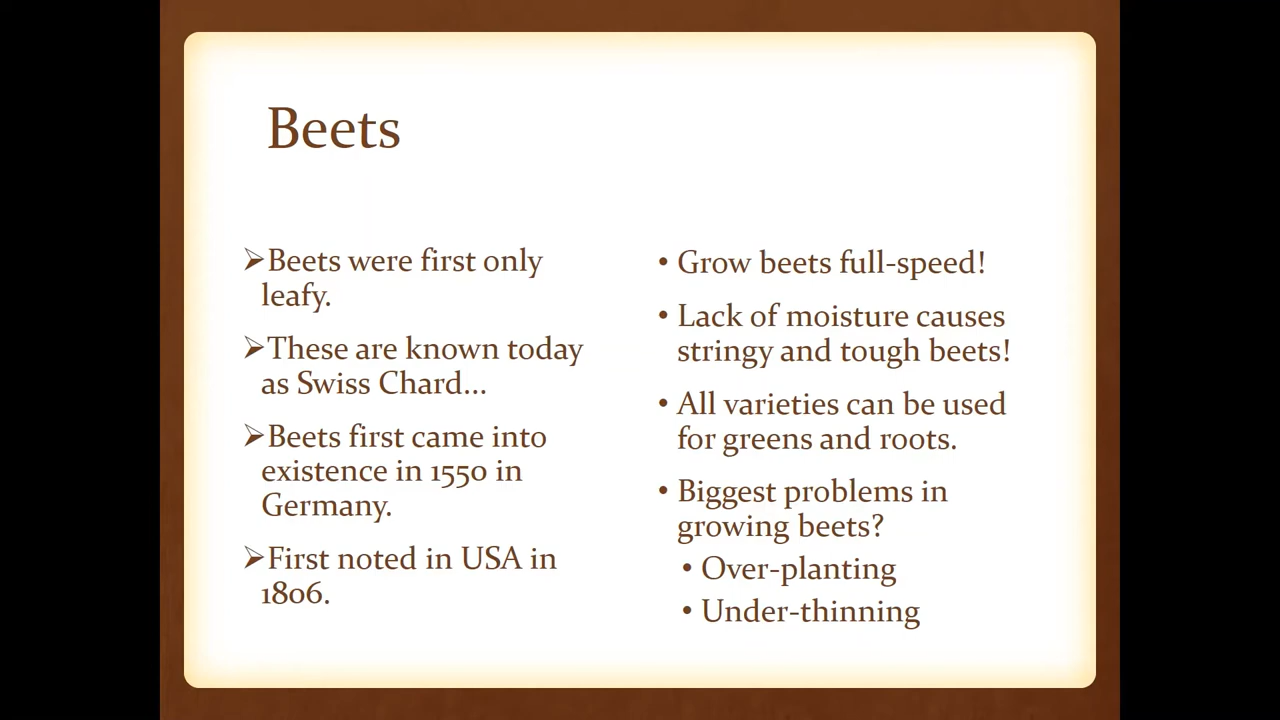 Beets
➢Beets were first only
leafy.
➢These are known today
as Swiss Chard...
➢Beets first came into
existence in 1550 in
Germany.
➢First noted in USA in
1806.
• Grow beets full-speed!
• Lack of moisture causes
stringy and tough beets!
• All varieties can be used
for greens and roots.
• Biggest problems in
growing beets?
• Over-planting
• Under-thinning